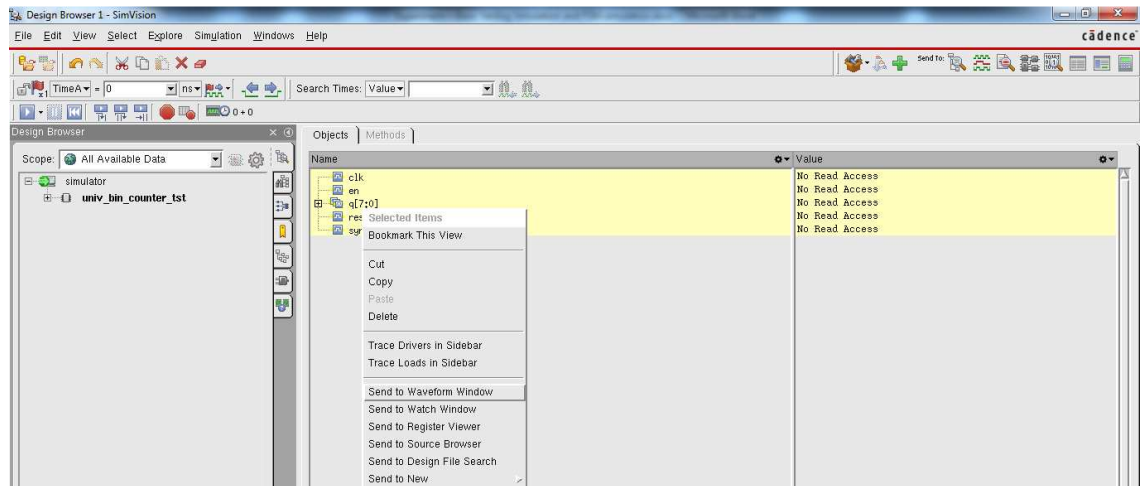 Design Browser 1 - SimVision
File Edit View Select Explore Simulation Windows Help
cādence
Send to:
TimeA = 0 ns
Search Times: Value
0 + 0
Design Browser
Objects Methods
Scope: All Available Data
Name Value
simulator
univ_bin_counter_tst
clk No Read Access
en No Read Access
q[7:0] No Read Access
res No Read Access
syn No Read Access
Selected Items
Bookmark This View
Cut
Copy
Paste
Delete
Trace Drivers in Sidebar
Trace Loads in Sidebar
Send to Waveform Window
Send to Watch Window
Send to Register Viewer
Send to Source Browser
Send to Design File Search
Send to New